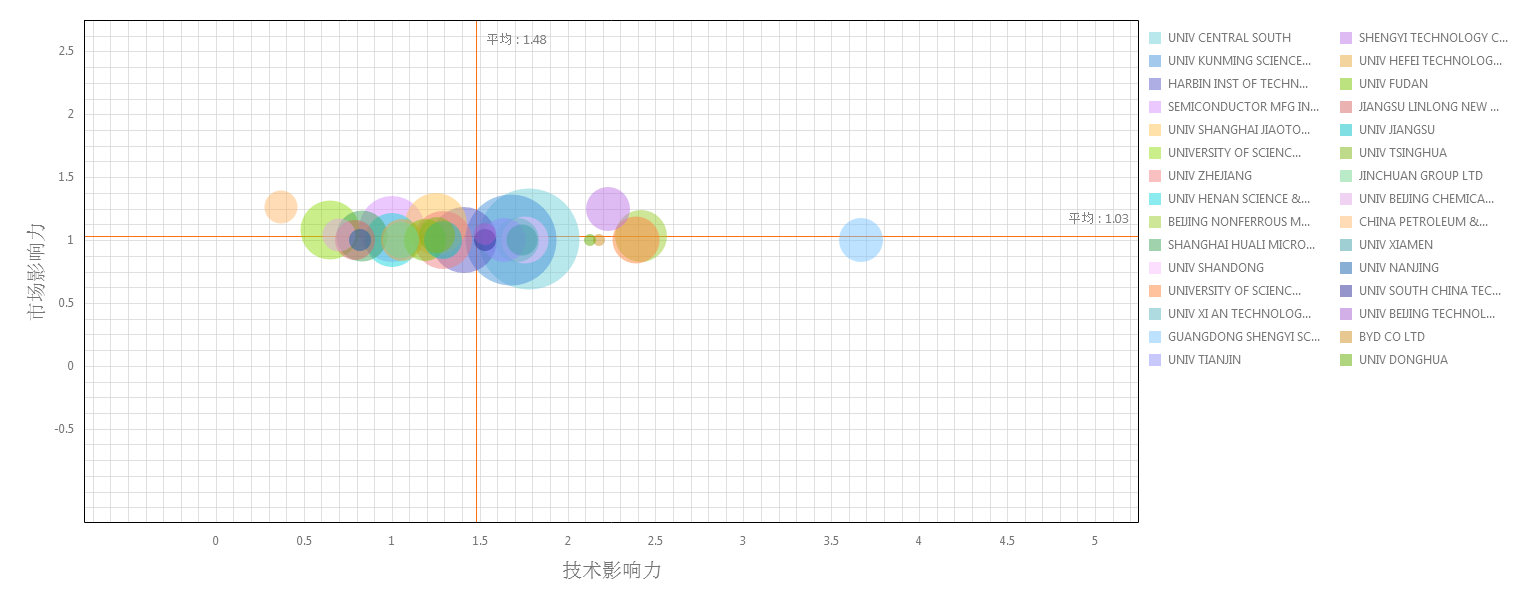 平均 : 1.48
平均 : 1.03
2.5
2
1.5
1
0.5
0
-0.5
市场影响力
0
0.5
1
1.5
2
2.5
3
3.5
4
4.5
5
技术影响力
UNIV CENTRAL SOUTH
UNIV KUNMING SCIENCE...
HARBIN INST OF TECHN...
SEMICONDUCTOR MFG IN...
UNIV SHANGHAI JIAOTO...
UNIVERSITY OF SCIENC...
UNIV ZHEJIANG
UNIV HENAN SCIENCE &...
BEIJING NONFERROUS M...
SHANGHAI HUALI MICRO...
UNIV SHANDONG
UNIVERSITY OF SCIENC...
UNIV XI AN TECHNOLOG...
GUANGDONG SHENGYI SC...
UNIV TIANJIN
SHENGYI TECHNOLOGY C...
UNIV HEFEI TECHNOLOG...
UNIV FUDAN
JIANGSU LINLONG NEW ...
UNIV JIANGSU
UNIV TSINGHUA
JINCHUAN GROUP LTD
UNIV BEIJING CHEMICA...
CHINA PETROLEUM &...
UNIV XIAMEN
UNIV NANJING
UNIV SOUTH CHINA TEC...
UNIV BEIJING TECHNOL...
BYD CO LTD
UNIV DONGHUA